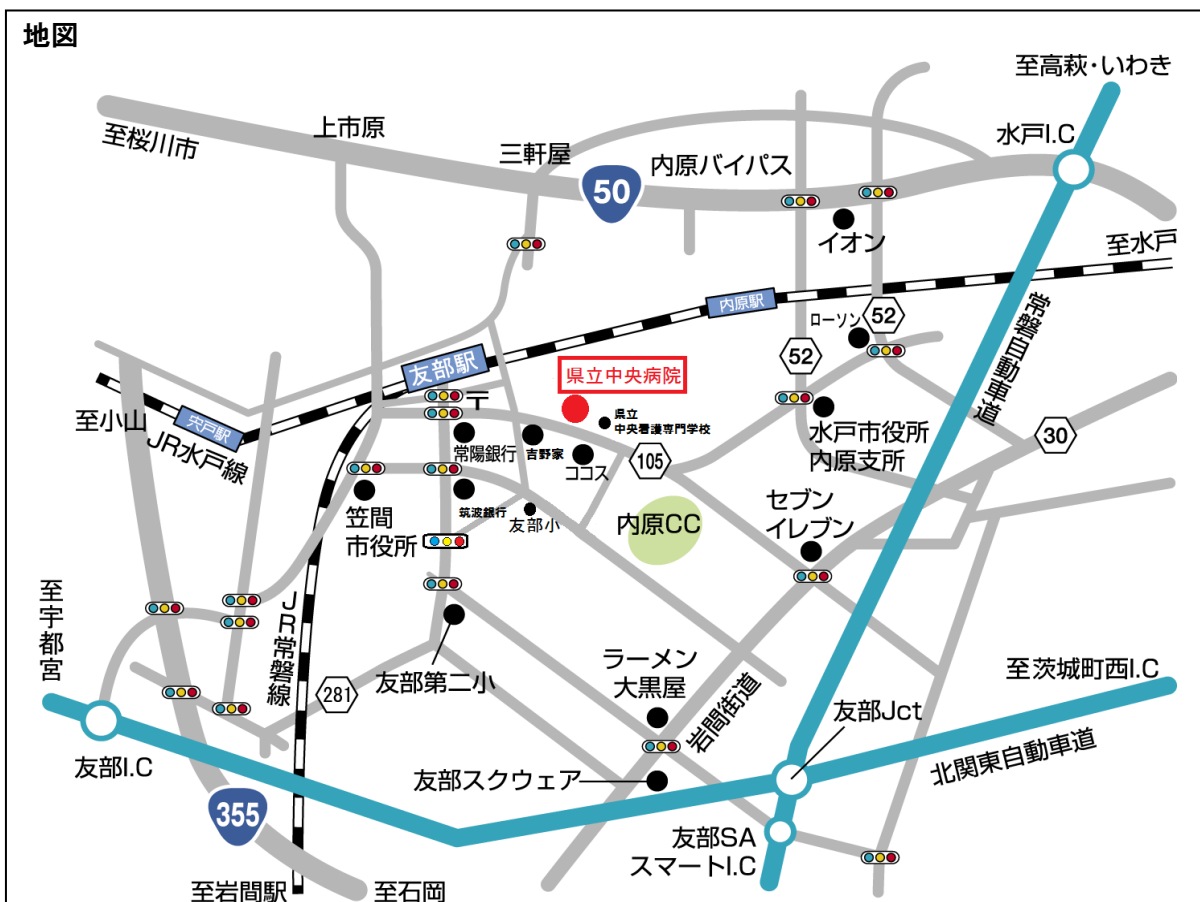 地図
至高萩・いわき
至桜川市
上市原
三軒屋
内原バイパス
水戸I.C
50
イオン
至水戸
内原駅
ローソン
52
52
常磐自動車道
友部駅
県立中央病院
〒
県立
中央看護専門学校
至小山
宍戸駅
JR水戸線
常陽銀行
吉野家
ココス
105
水戸市役所
内原支所
30
笠間
市役所
筑波銀行
友部小
内原CC
セブン
イレブン
至宇都宮
JR常磐線
281
友部第二小
ラーメン
大黒屋
岩間街道
至茨城町西I.C
友部Jct
北関東自動車道
友部I.C
友部スクウェア
355
友部SA
スマートI.C
至岩間駅
至石岡